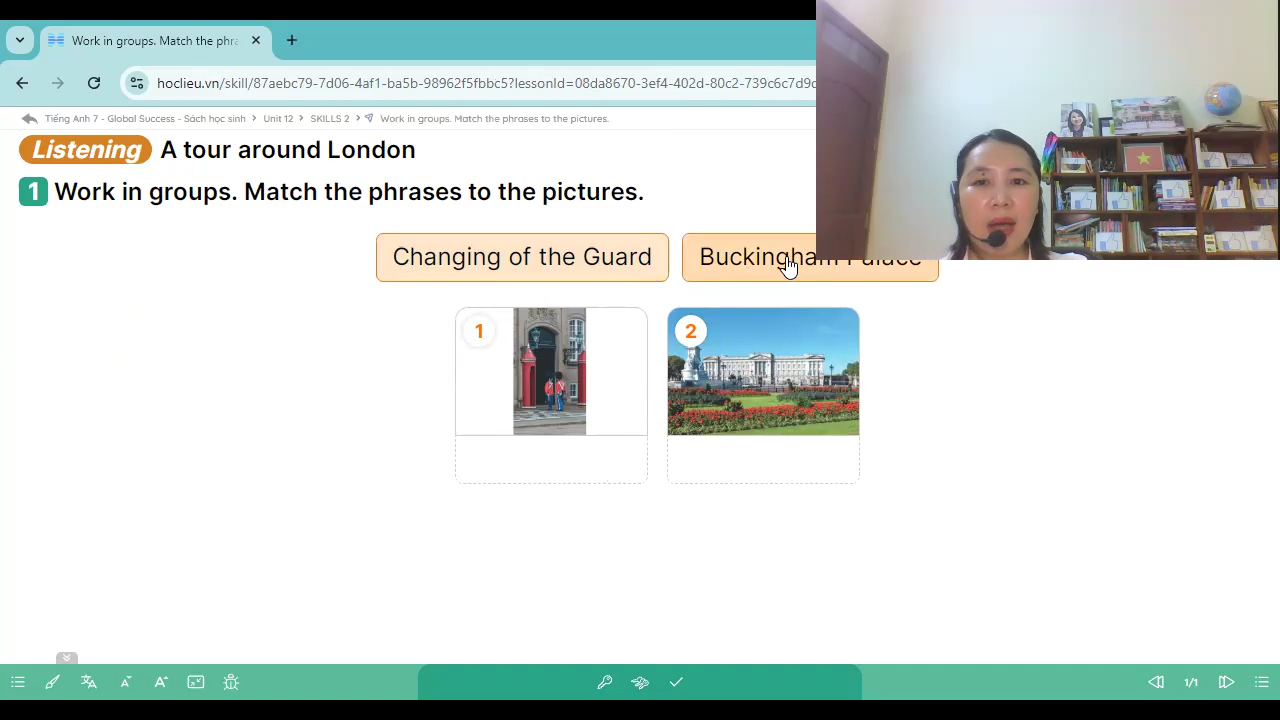 Work in groups. Match the phra
hoclieu.vn/skill/87aebc79-7d06-4af1-ba5b-98962f5fbbc5?lessonId=08da8670-3ef4-402d-80c2-739c6c7d9c
Tiếng Anh 7 - Global Success - Sách học sinh > Unit 12 > SKILLS 2 > Work in groups. Match the phrases to the pictures.
Listening A tour around London
1 Work in groups. Match the phrases to the pictures.
Changing of the Guard Buckingham Palace
1 2
1/1